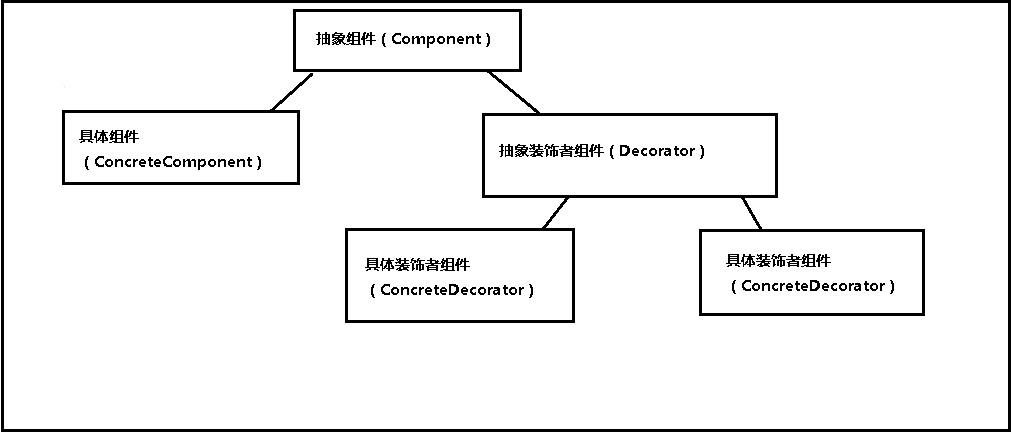 抽象组件（Component）
具体组件
（ConcreteComponent）
抽象装饰者组件（Decorator）
具体装饰者组件
（ConcreteDecorator）
具体装饰者组件
（ConcreteDecorator）